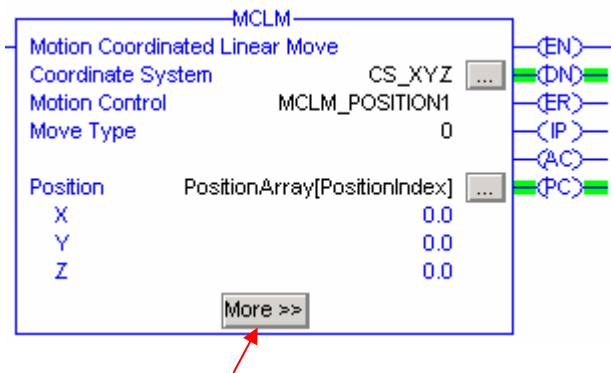 MCLM
Motion Coordinated Linear Move
Coordinate System CS_XYZ ...
Motion Control MCLM_POSITION1
Move Type 0
Position PositionArray[PositionIndex] ...
X 0.0
Y 0.0
Z 0.0
More >>
EN
DN
ER
IP
AC
PC